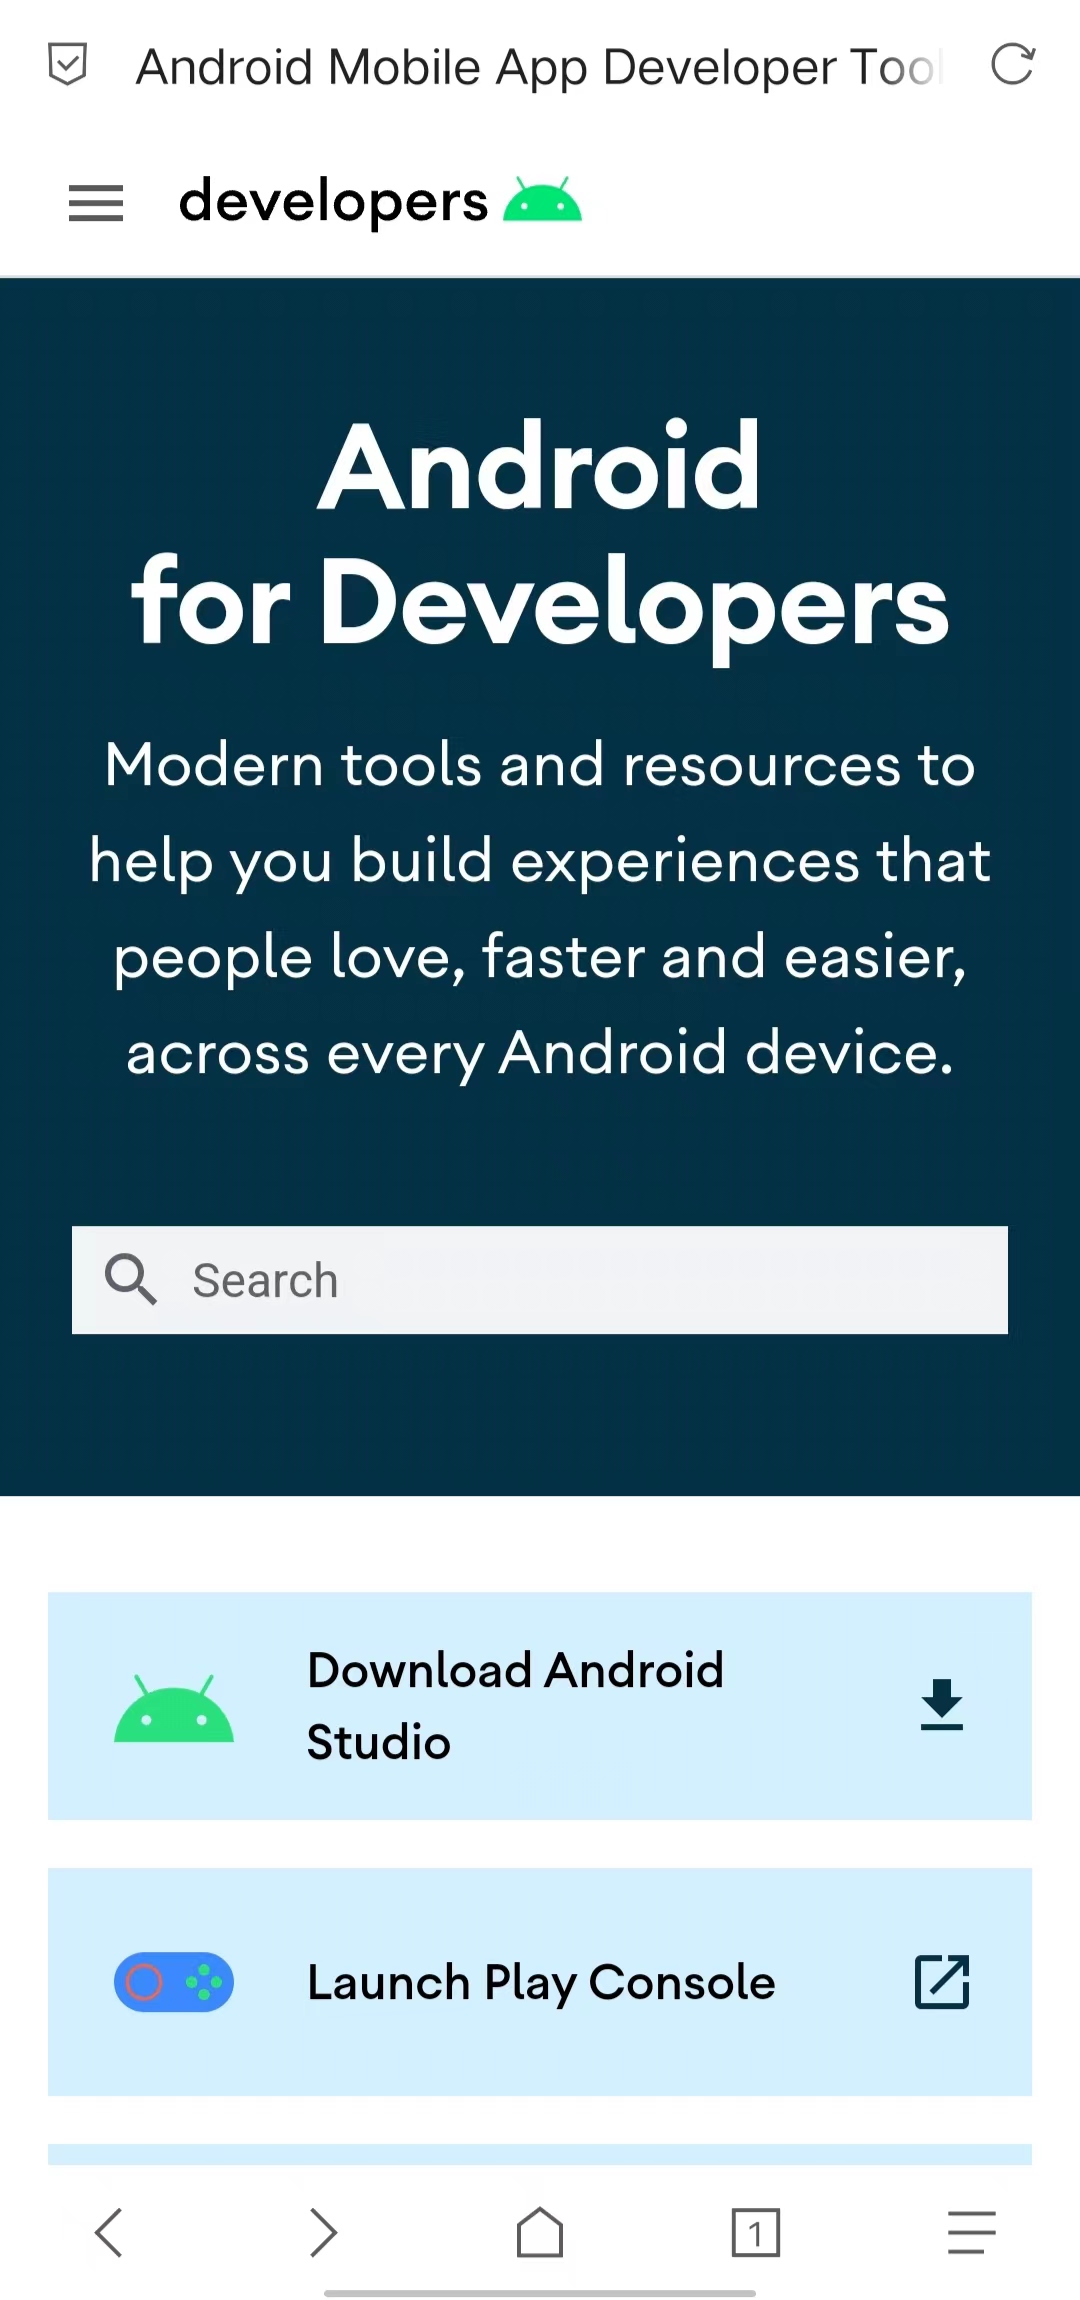 Android Mobile App Developer Tool
developers
Android
for Developers
Modern tools and resources to
help you build experiences that
people love, faster and easier,
across every Android device.
Search
Download Android
Studio
Launch Play Console
1